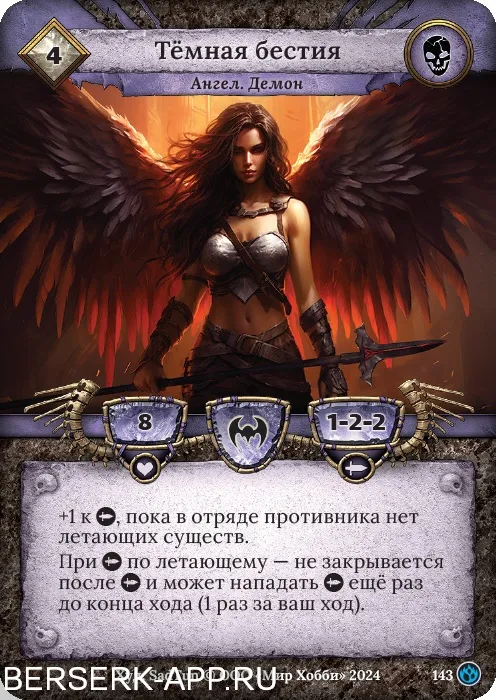 4
Тёмная бестия
Ангел. Демон
8
1-2-2
+1 к , пока в отряде противника нет
летающих существ.
При по летающему — не закрывается
после и может нападать ещё раз
до конца хода (1 раз за ваш ход).
© ООО «Мир Хобби» 2024
143
BERSERK-APP.RU